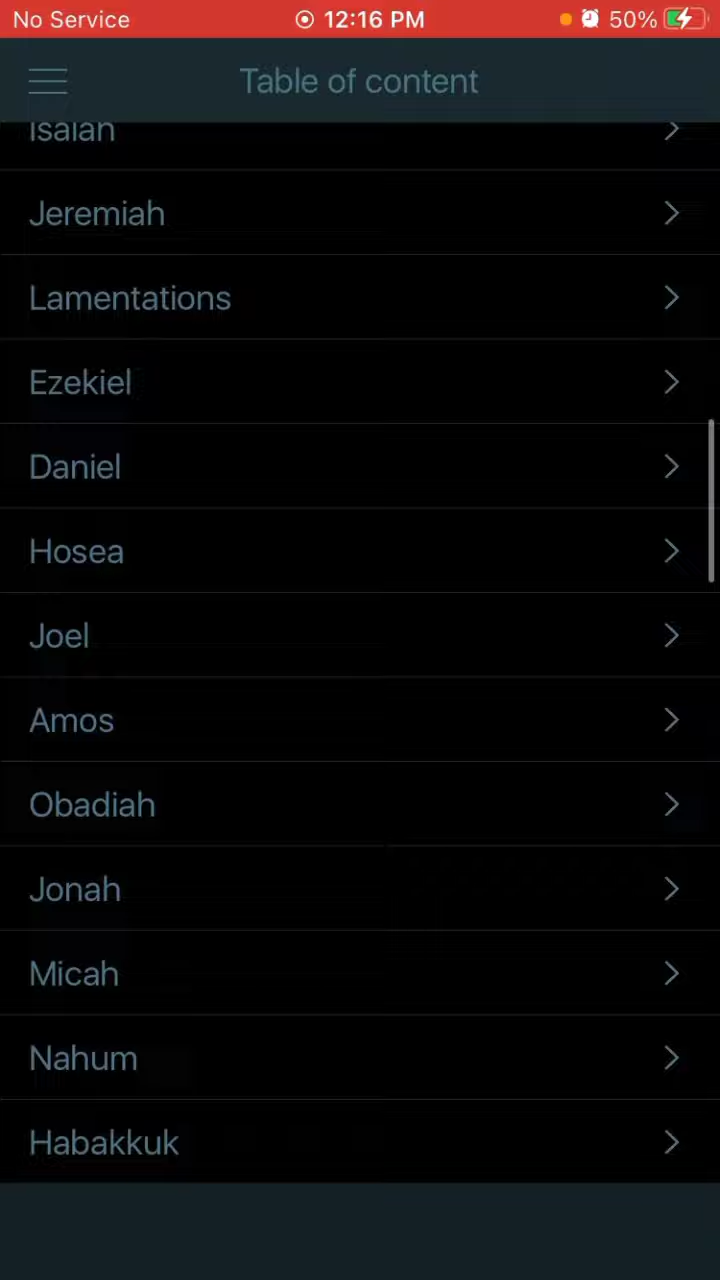 No Service 12:16 PM 50%
Table of content
Isaiah
Jeremiah
Lamentations
Ezekiel
Daniel
Hosea
Joel
Amos
Obadiah
Jonah
Micah
Nahum
Habakkuk